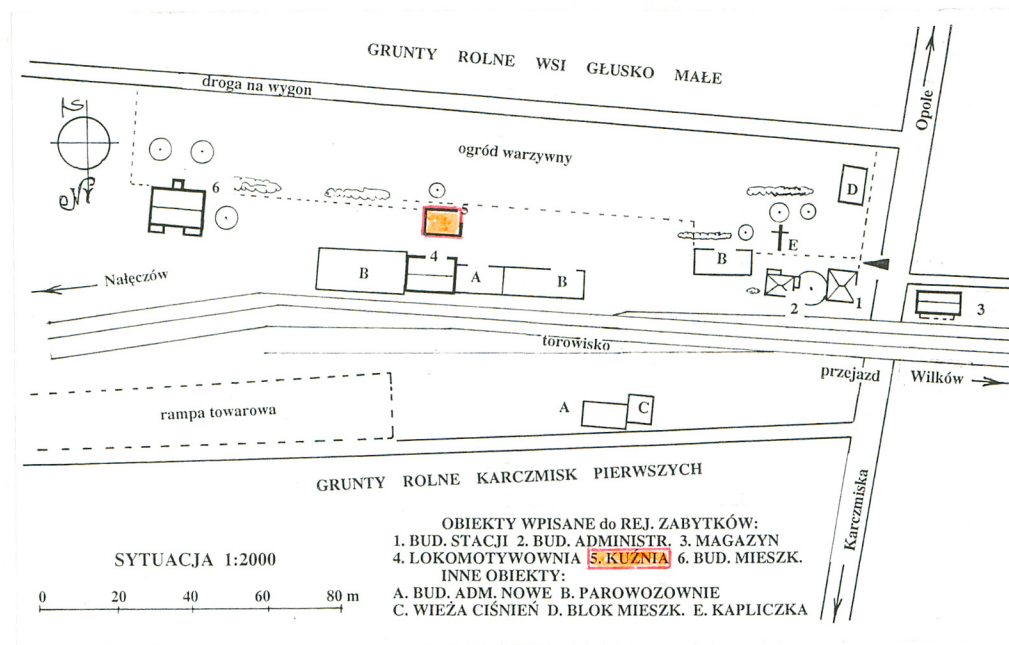 GRUNTY ROLNE WSI GŁUSKO MAŁE
droga na wygon
Opole
ogród warzywny
D
6
5
E
4
B
A
B
B
Nałęczów
2
1
3
torowisko
przejazd
Wilków
rampa towarowa
A
C
GRUNTY ROLNE KARCZMISK PIERWSZYCH
Karczmiska
SYTUACJA 1:2000
0 20 40 60 80 m
OBIEKTY WPISANE do REJ. ZABYTKÓW:
1. BUD. STACJI 2. BUD. ADMINISTR. 3. MAGAZYN
4. LOKOMOTYWOWNIA 5. KUŹNIA 6. BUD. MIESZK.
INNE OBIEKTY:
A. BUD. ADM. NOWE B. PAROWOZOWNIE
C. WIEŻA CIŚNIEŃ D. BLOK MIESZK. E. KAPLICZKA